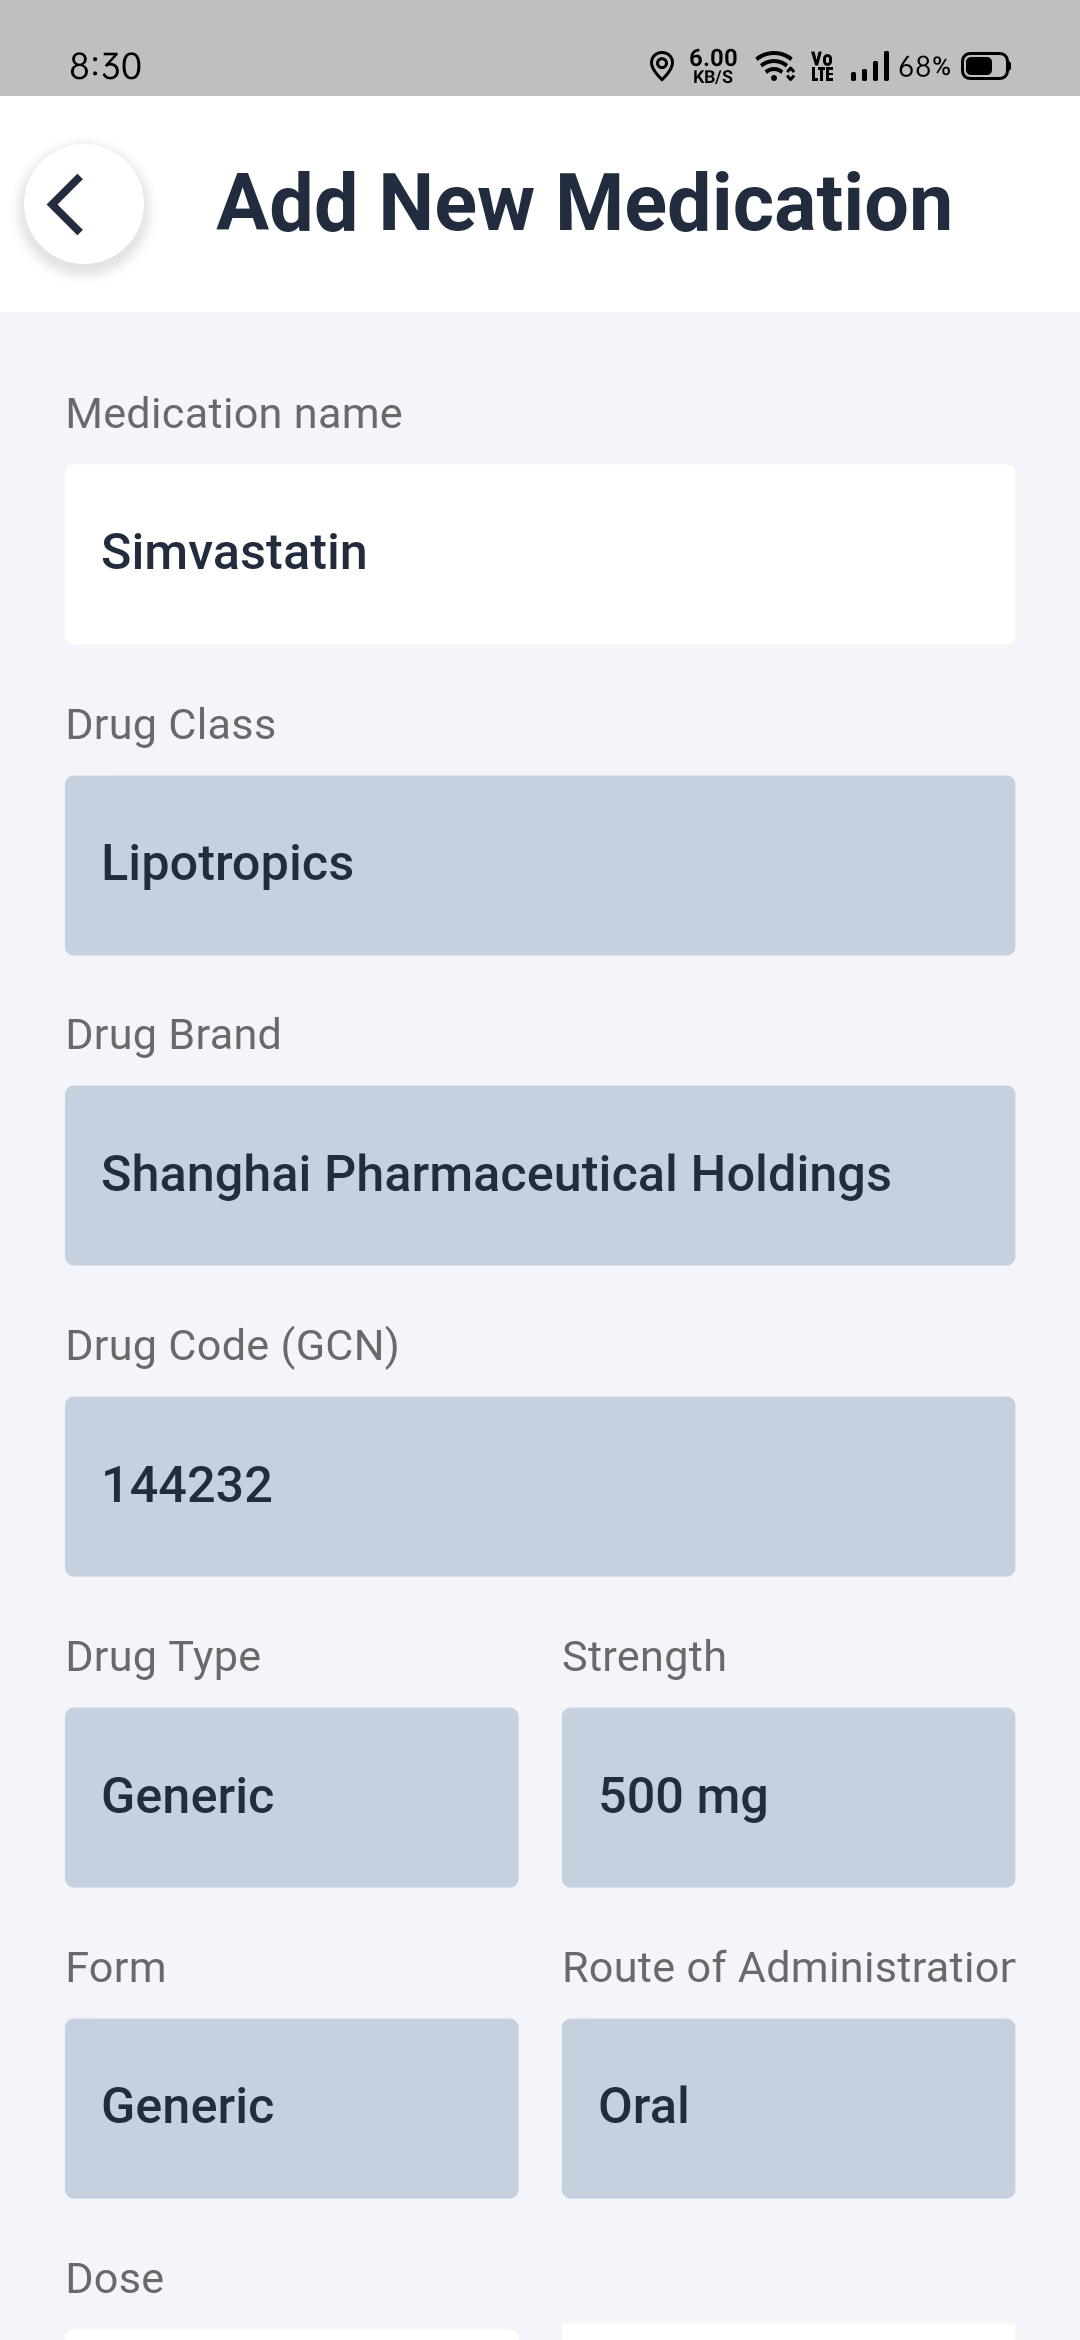 8:30
6.00
KB/S
Vo
LTE
68%
Add New Medication
Medication name
Simvastatin
Drug Class
Lipotropics
Drug Brand
Shanghai Pharmaceutical Holdings
Drug Code (GCN)
144232
Drug Type
Strength
Generic
500 mg
Form
Route of Administration
Generic
Oral
Dose